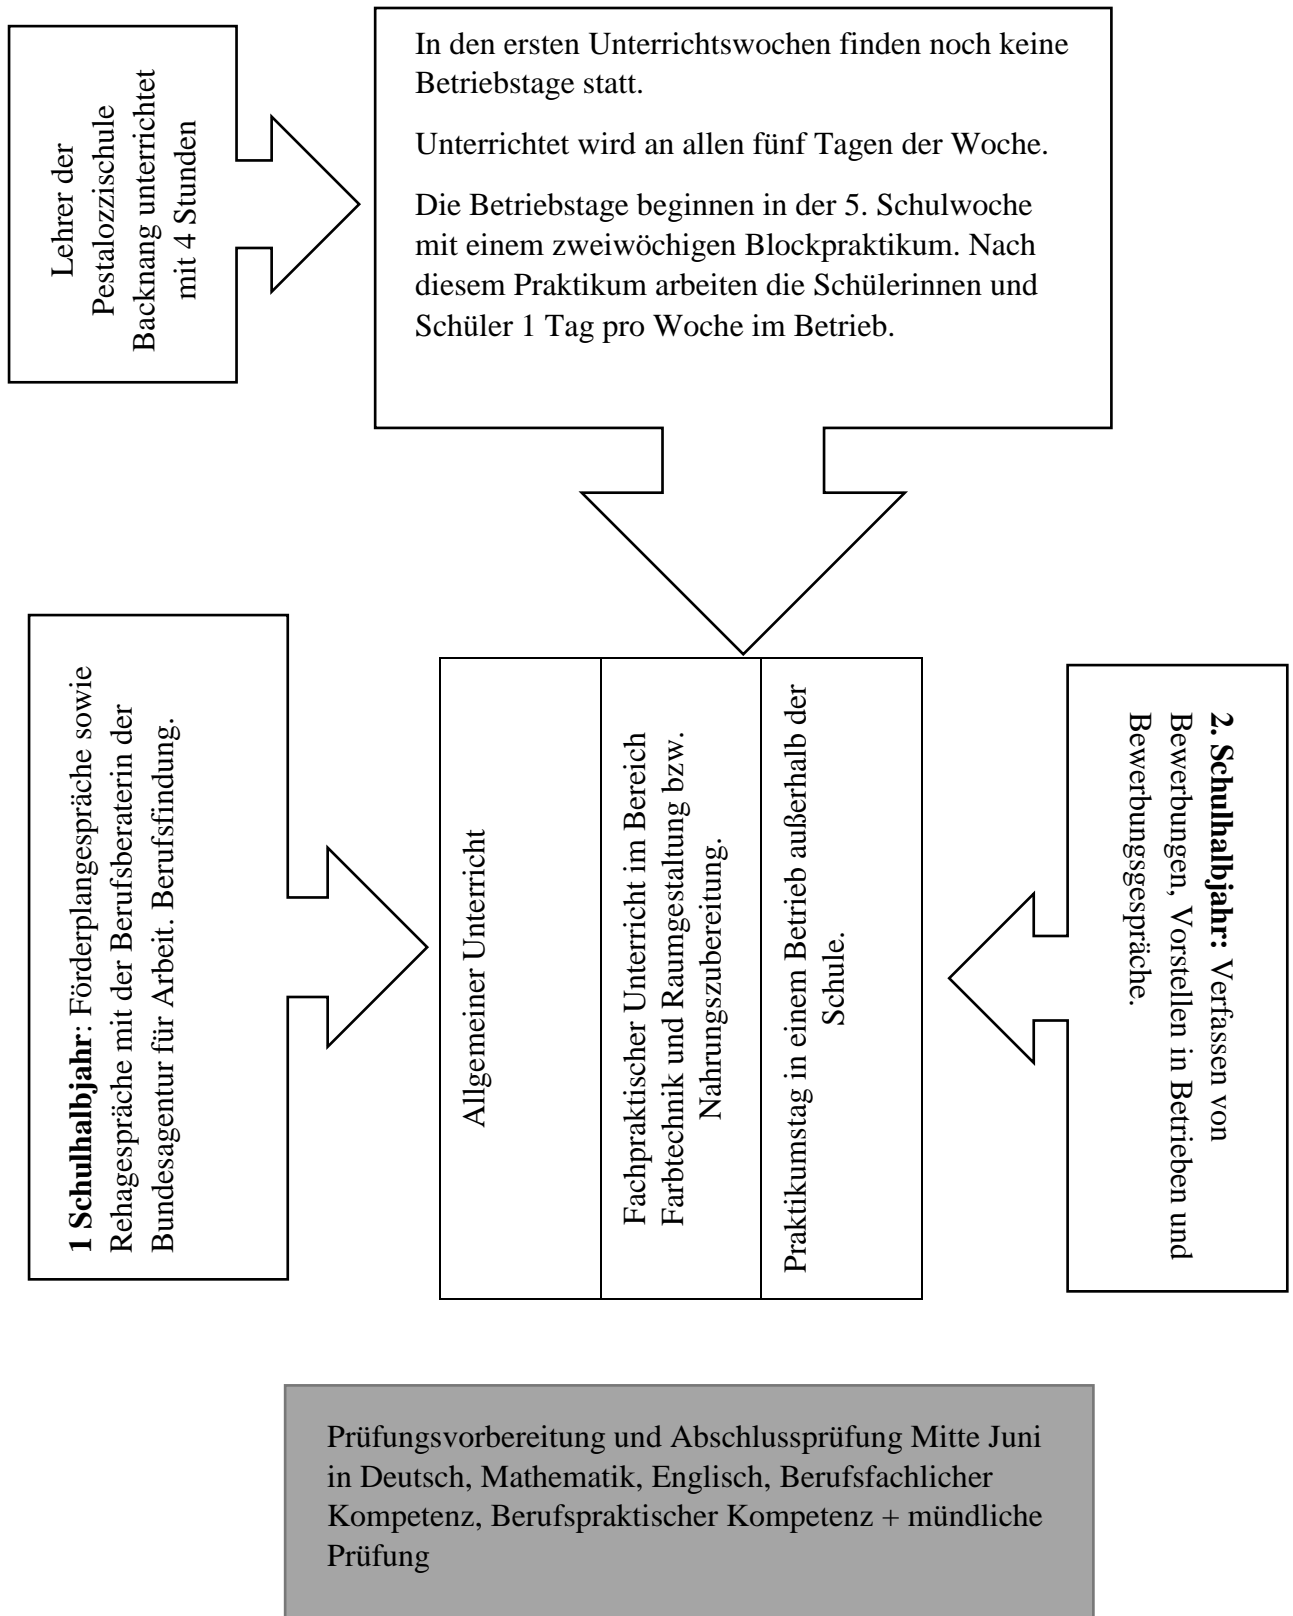 Lehrer der
Pestalozzischule
Backnang unterrichtet
mit 4 Stunden
In den ersten Unterrichtswochen finden noch keine
Betriebstage statt.
Unterrichtet wird an allen fünf Tagen der Woche.
Die Betriebstage beginnen in der 5. Schulwoche
mit einem zweiwöchigen Blockpraktikum. Nach
diesem Praktikum arbeiten die Schülerinnen und
Schüler 1 Tag pro Woche im Betrieb.
1 Schulhalbjahr: Förderplangespräche sowie
Rehagespräche mit der Berufsberaterin der
Bundesagentur für Arbeit. Berufsfindung.
Allgemeiner Unterricht
Fachpraktischer Unterricht im Bereich
Farbtechnik und Raumgestaltung bzw.
Nahrungszubereitung.
Praktikumstag in einem Betrieb außerhalb der
Schule.
2. Schulhalbjahr: Verfassen von
Bewerbungen, Vorstellen in Betrieben und
Bewerbungsgespräche.
Prüfungsvorbereitung und Abschlussprüfung Mitte Juni
in Deutsch, Mathematik, Englisch, Berufsfachlicher
Kompetenz, Berufspraktischer Kompetenz + mündliche
Prüfung